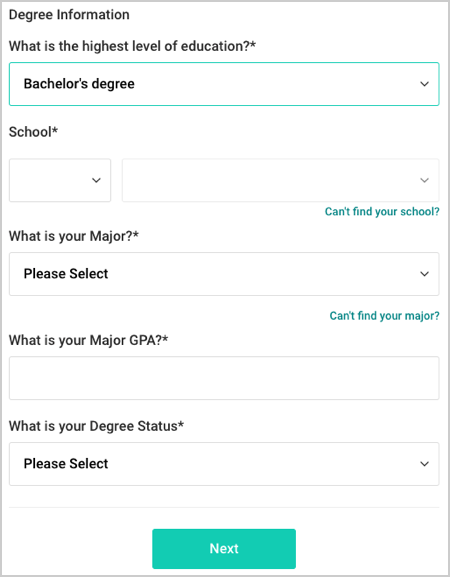 Degree Information
What is the highest level of education?*
Bachelor's degree
School*
Can't find your school?
What is your Major?*
Please Select
Can't find your major?
What is your Major GPA?*
What is your Degree Status*
Please Select
Next